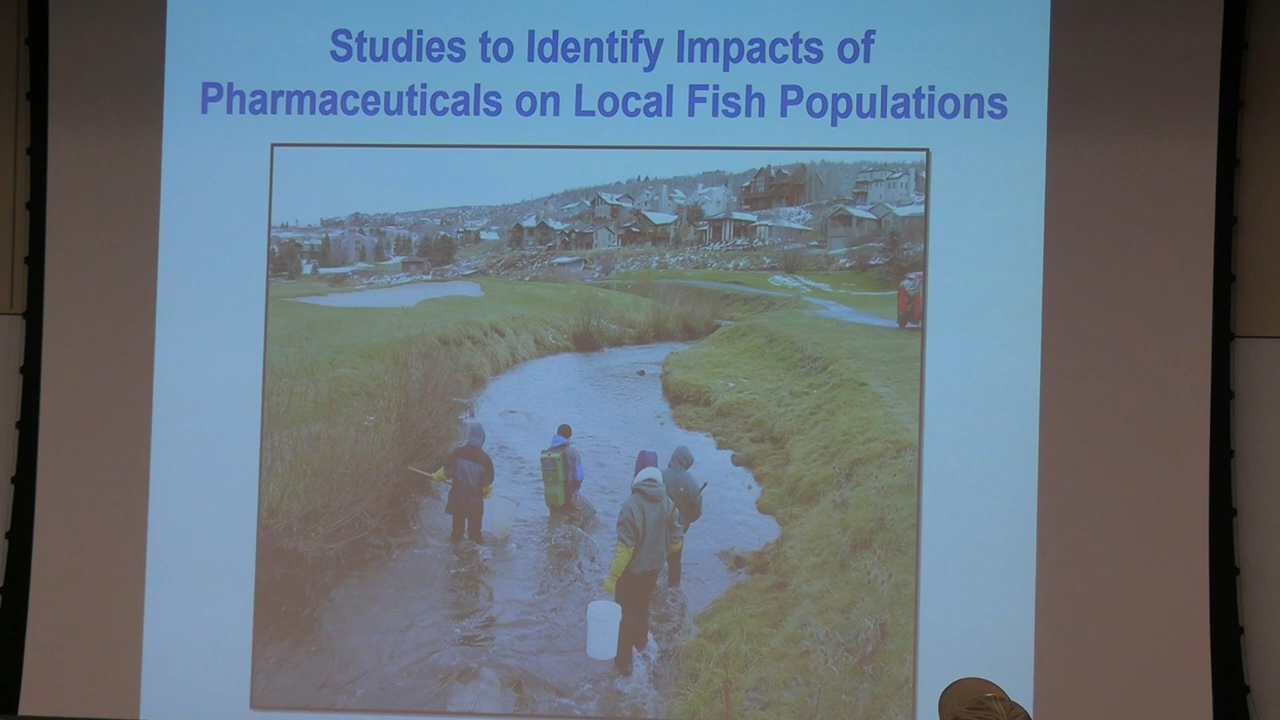 Studies to Identify Impacts of
Pharmaceuticals on Local Fish Populations